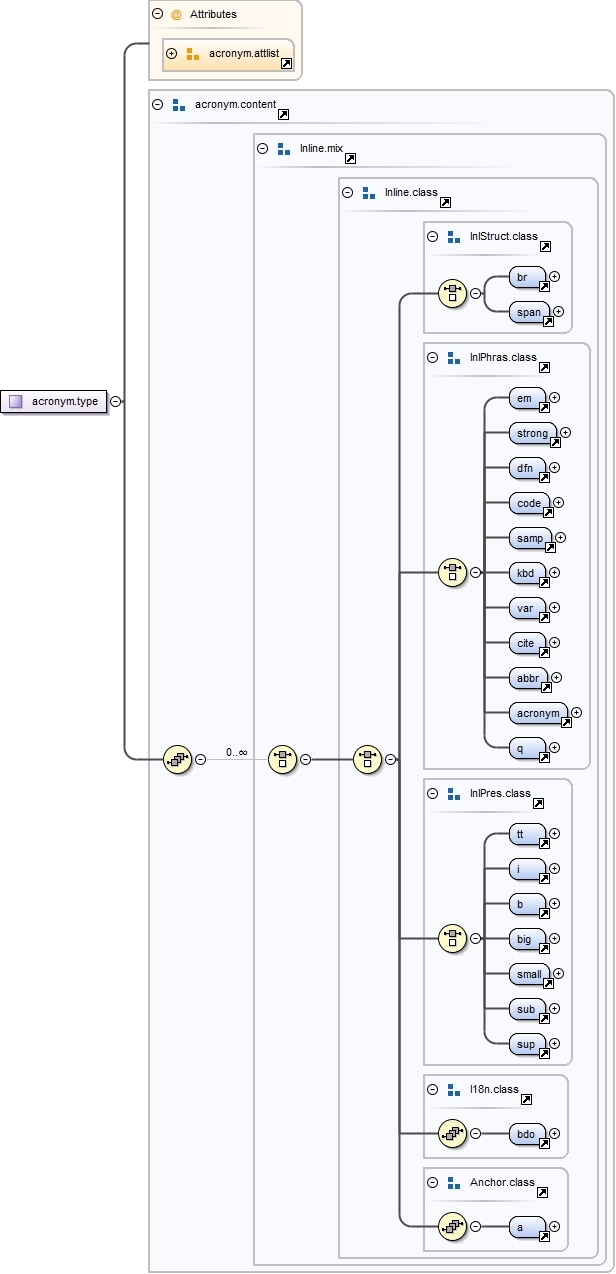 @ Attributes
acronym.attlist
acronym.content
Inline.mix
Inline.class
InlStruct.class
br
span
InlPhras.class
acronym.type
em
strong
dfn
code
samp
kbd
var
cite
abbr
acronym
q
0..∞
InlPres.class
tt
i
b
big
small
sub
sup
I18n.class
bdo
Anchor.class
a